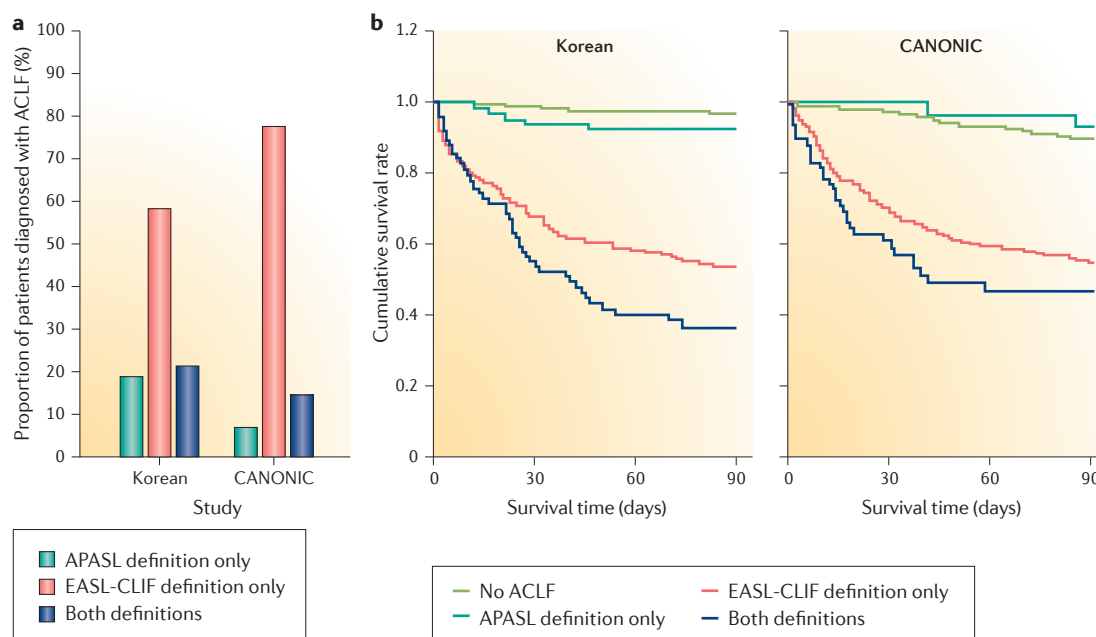 a
Proportion of patients diagnosed with ACLF (%)
100
90
80
70
60
50
40
30
20
10
0
Korean
CANONIC
Study
APASL definition only
EASL-CLIF definition only
Both definitions
b
Cumulative survival rate
1.2
1.0
0.8
0.6
0.4
0.2
0
Korean
0
30
60
90
Survival time (days)
CANONIC
0
30
60
90
Survival time (days)
No ACLF
APASL definition only
EASL-CLIF definition only
Both definitions